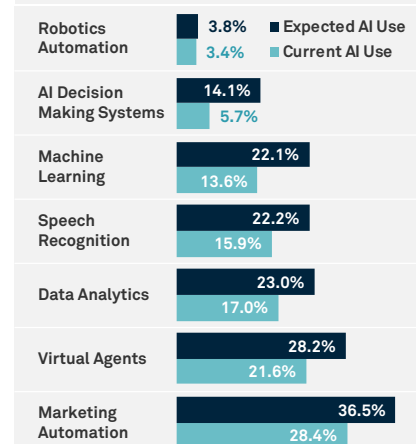 Robotics
Automation
3.8%
3.4%
Expected AI Use
Current AI Use
AI Decision
Making Systems
14.1%
5.7%
Machine
Learning
22.1%
13.6%
Speech
Recognition
22.2%
15.9%
Data Analytics
23.0%
17.0%
Virtual Agents
28.2%
21.6%
Marketing
Automation
36.5%
28.4%